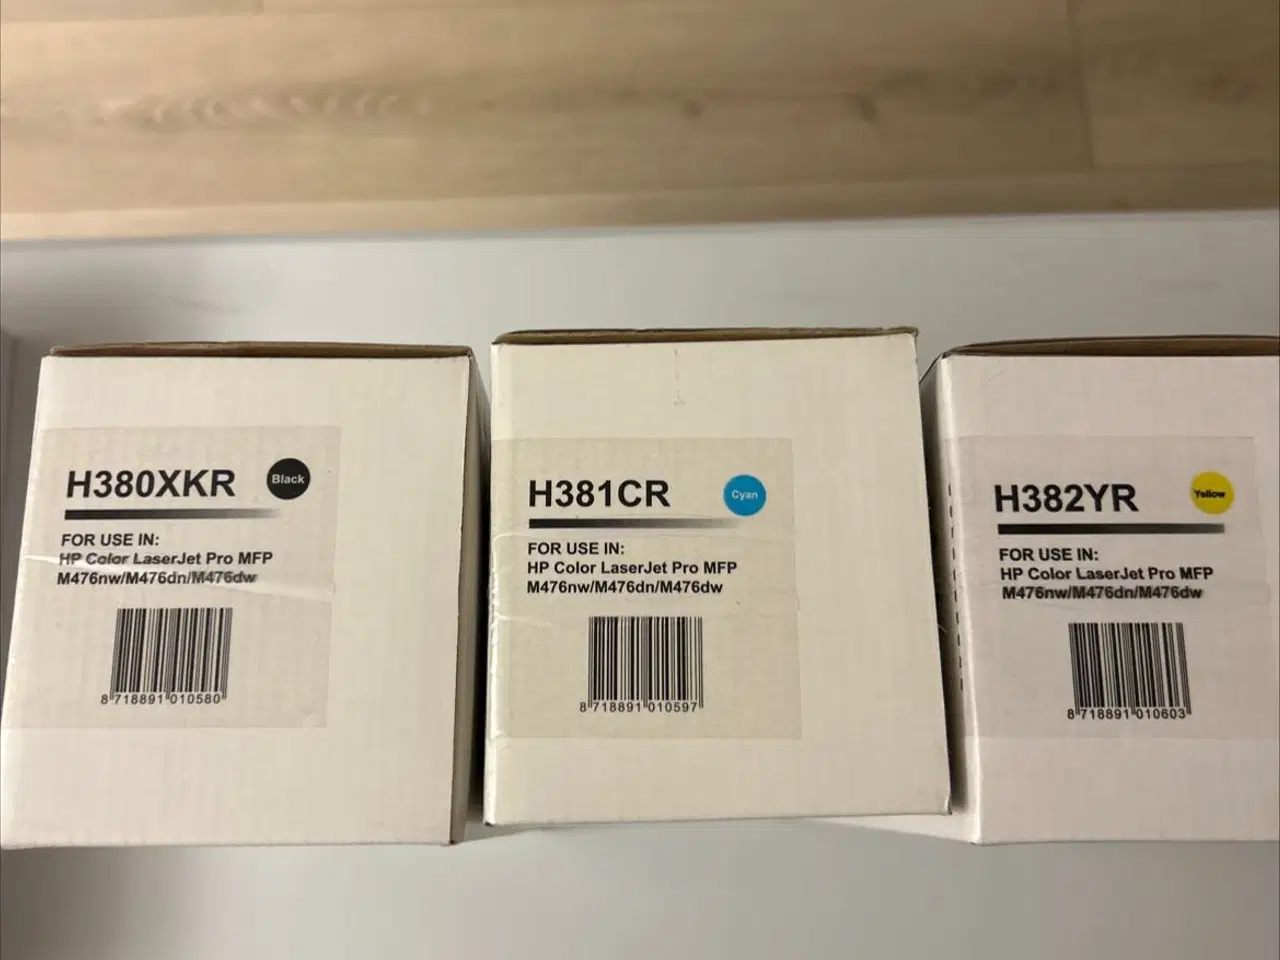 H380XKR
Black
FOR USE IN:
HP Color LaserJet Pro MFP
M476nw/M476dn/M476dw
8 718891 010580
H381CR
Cyan
FOR USE IN:
HP Color LaserJet Pro MFP
M476nw/M476dn/M476dw
8 718891 010597
H382YR
Yellow
FOR USE IN:
HP Color LaserJet Pro MFP
M476nw/M476dn/M476dw
8 718891 010603